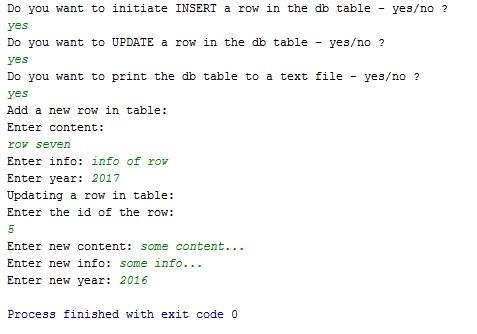 Do you want to initiate INSERT a row in the db table - yes/no ?
yes
Do you want to UPDATE a row in the db table - yes/no ?
yes
Do you want to print the db table to a text file - yes/no ?
yes
Add a new row in table:
Enter content:
row seven
Enter info: info of row
Enter year: 2017
Updating a row in table:
Enter the id of the row:
5
Enter new content: some content...
Enter new info: some info...
Enter new year: 2016
Process finished with exit code 0